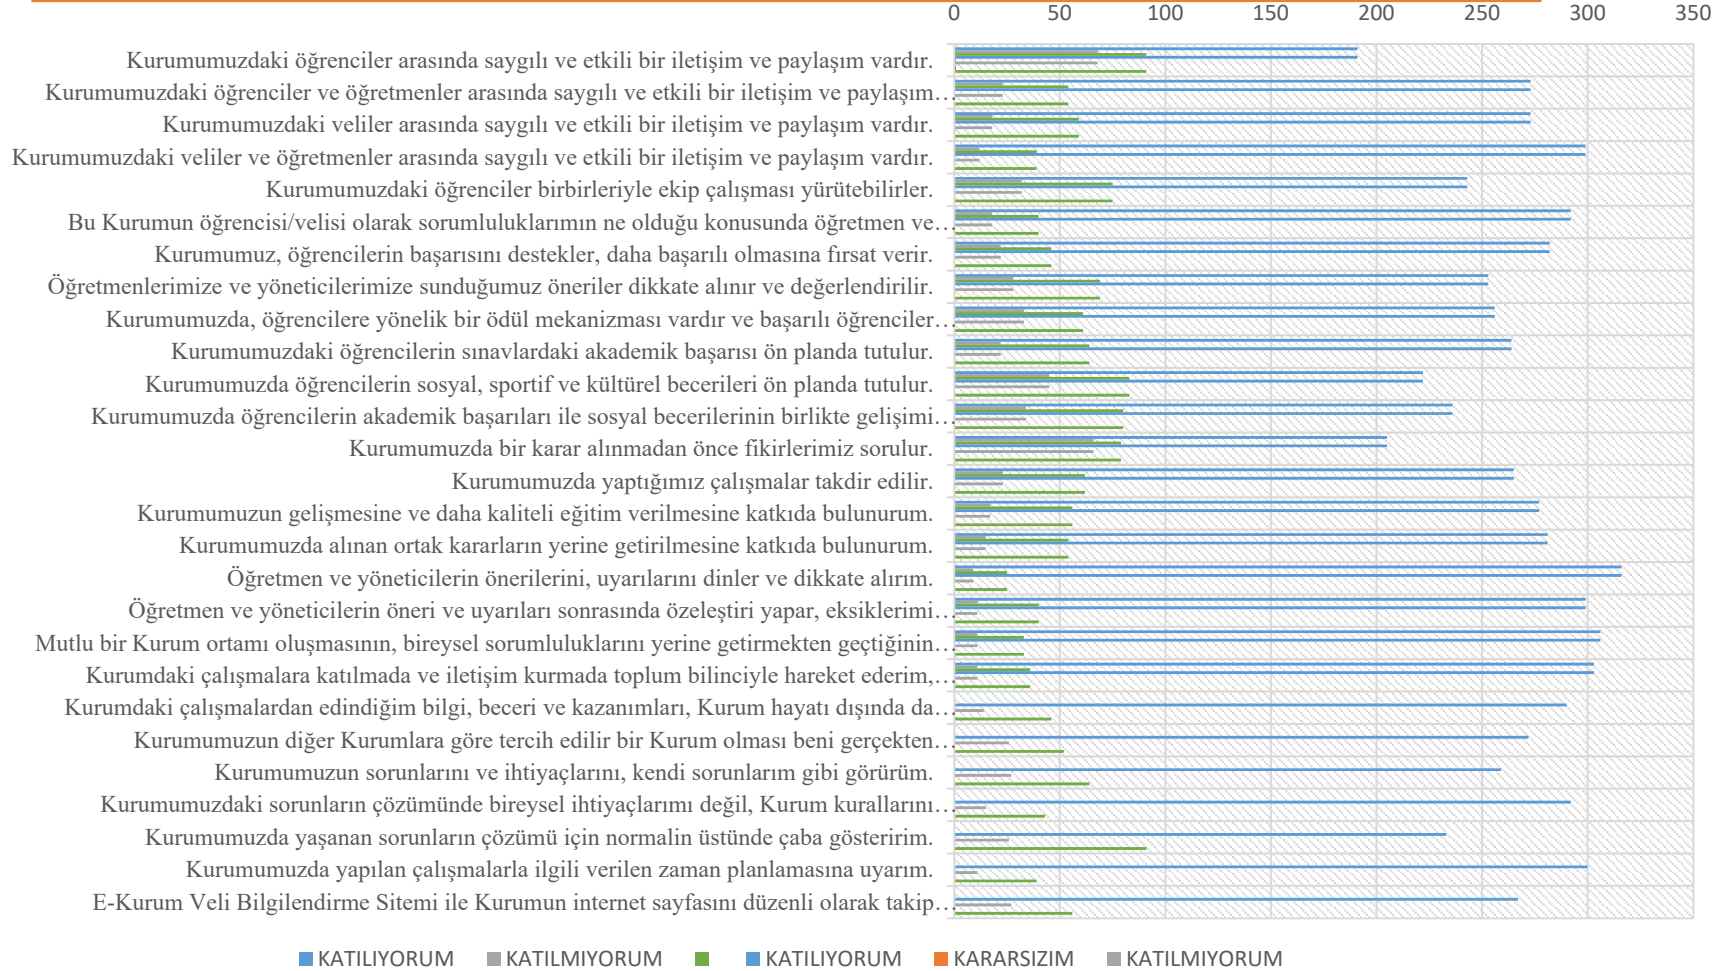 0 50 100 150 200 250 300 350
Kurumumuzdaki öğrenciler arasında saygılı ve etkili bir iletişim ve paylaşım vardır.
Kurumumuzdaki öğrenciler ve öğretmenler arasında saygılı ve etkili bir iletişim ve paylaşım…
Kurumumuzdaki veliler arasında saygılı ve etkili bir iletişim ve paylaşım vardır.
Kurumumuzdaki veliler ve öğretmenler arasında saygılı ve etkili bir iletişim ve paylaşım vardır.
Kurumumuzdaki öğrenciler birbirleriyle ekip çalışması yürütebilirler.
Bu Kurumun öğrencisi/velisi olarak sorumluluklarımın ne olduğu konusunda öğretmen ve…
Kurumumuz, öğrencilerin başarısını destekler, daha başarılı olmasına fırsat verir.
Öğretmenlerimize ve yöneticilerimize sunduğumuz öneriler dikkate alınır ve değerlendirilir.
Kurumumuzda, öğrencilere yönelik bir ödül mekanizması vardır ve başarılı öğrenciler…
Kurumumuzdaki öğrencilerin sınavlardaki akademik başarısı ön planda tutulur.
Kurumumuzda öğrencilerin sosyal, sportif ve kültürel becerileri ön planda tutulur.
Kurumumuzda öğrencilerin akademik başarıları ile sosyal becerilerinin birlikte gelişimi…
Kurumumuzda bir karar alınmadan önce fikirlerimiz sorulur.
Kurumumuzda yaptığımız çalışmalar takdir edilir.
Kurumumuzun gelişmesine ve daha kaliteli eğitim verilmesine katkıda bulunurum.
Kurumumuzda alınan ortak kararların yerine getirilmesine katkıda bulunurum.
Öğretmen ve yöneticilerin önerilerini, uyarılarını dinler ve dikkate alırım.
Öğretmen ve yöneticilerin öneri ve uyarıları sonrasında özeleştiri yapar, eksiklerimi…
Mutlu bir Kurum ortamı oluşmasının, bireysel sorumluluklarını yerine getirmekten geçtiğinin…
Kurumdaki çalışmalara katılmada ve iletişim kurmada toplum bilinciyle hareket ederim,…
Kurumdaki çalışmalardan edindiğim bilgi, beceri ve kazanımları, Kurum hayatı dışında da…
Kurumumuzun diğer Kurumlara göre tercih edilir bir Kurum olması beni gerçekten…
Kurumumuzun sorunlarını ve ihtiyaçlarını, kendi sorunlarım gibi görürüm.
Kurumumuzdaki sorunların çözümünde bireysel ihtiyaçlarımı değil, Kurum kurallarını…
Kurumumuzda yaşanan sorunların çözümü için normalin üstünde çaba gösteririm.
Kurumumuzda yapılan çalışmalarla ilgili verilen zaman planlamasına uyarım.
E-Kurum Veli Bilgilendirme Sitemi ile Kurumun internet sayfasını düzenli olarak takip…
KATILIYORUM KATILMIYORUM KATILIYORUM KARARSIZIM KATILMIYORUM